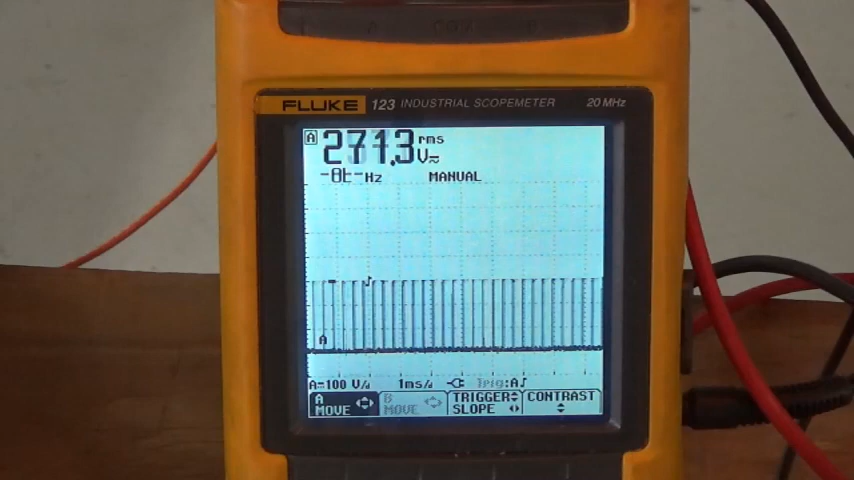 FLUKE 123 INDUSTRIAL SCOPEMETER 20 MHz
A 271.3 rms
V
Hz MANUAL
A
A=100 V/d 1ms/d Trig:A
A MOVE B MOVE TRIGGER SLOPE CONTRAST